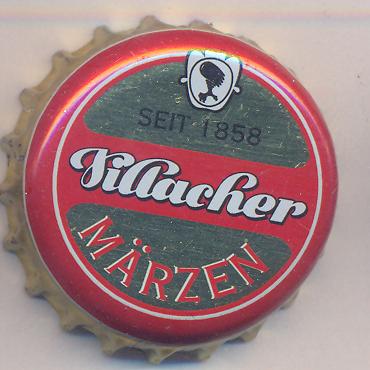 SEIT 1858
Villacher
MÄRZEN